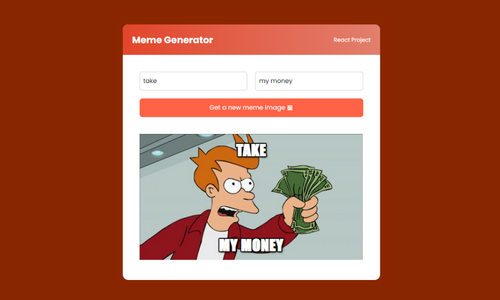 Meme Generator
React Project
take
my money
Get a new meme Image
TAKE
MY MONEY